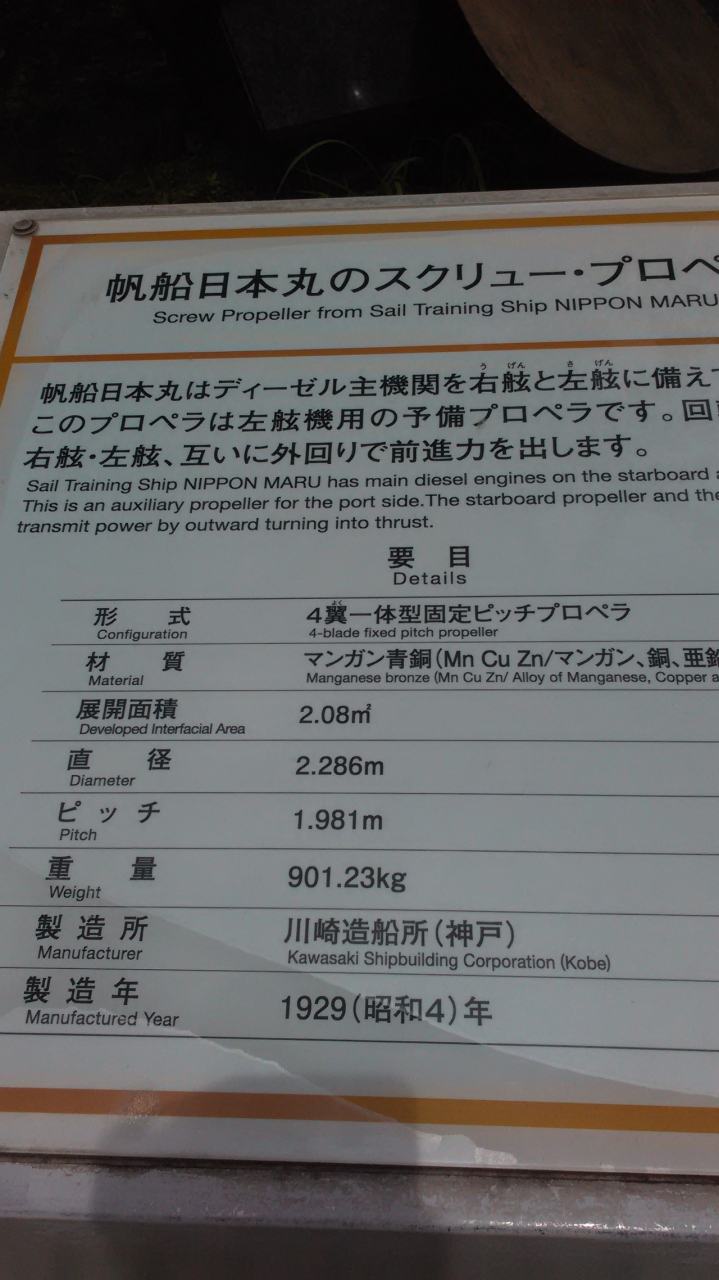 帆船日本丸のスクリュー・プロペ
Screw Propeller from Sail Training Ship NIPPON MARU
う げん さ げん
帆船日本丸はディーゼル主機関を右舷と左舷に備え
このプロペラは左舷機用の予備プロペラです。回
右舷・左舷、互いに外回りで前進力を出します。
Sail Training Ship NIPPON MARU has main diesel engines on the starboard
This is an auxiliary propeller for the port side.The starboard propeller and the
transmit power by outward turning into thrust.
要 目
Details
よく
形 式 4翼一体型固定ピッチプロペラ
Configuration 4-blade fixed pitch propeller
材 質 マンガン青銅(Mn Cu Zn/マンガン、銅、亜鉛
Material Manganese bronze (Mn Cu Zn/ Alloy of Manganese, Copper a
展開面積 2.08㎡
Developed Interfacial Area
直 径 2.286m
Diameter
ピ ッ チ 1.981m
Pitch
重 量 901.23kg
Weight
製 造 所 川崎造船所(神戸)
Manufacturer Kawasaki Shipbuilding Corporation (Kobe)
製 造 年 1929(昭和4)年
Manufactured Year